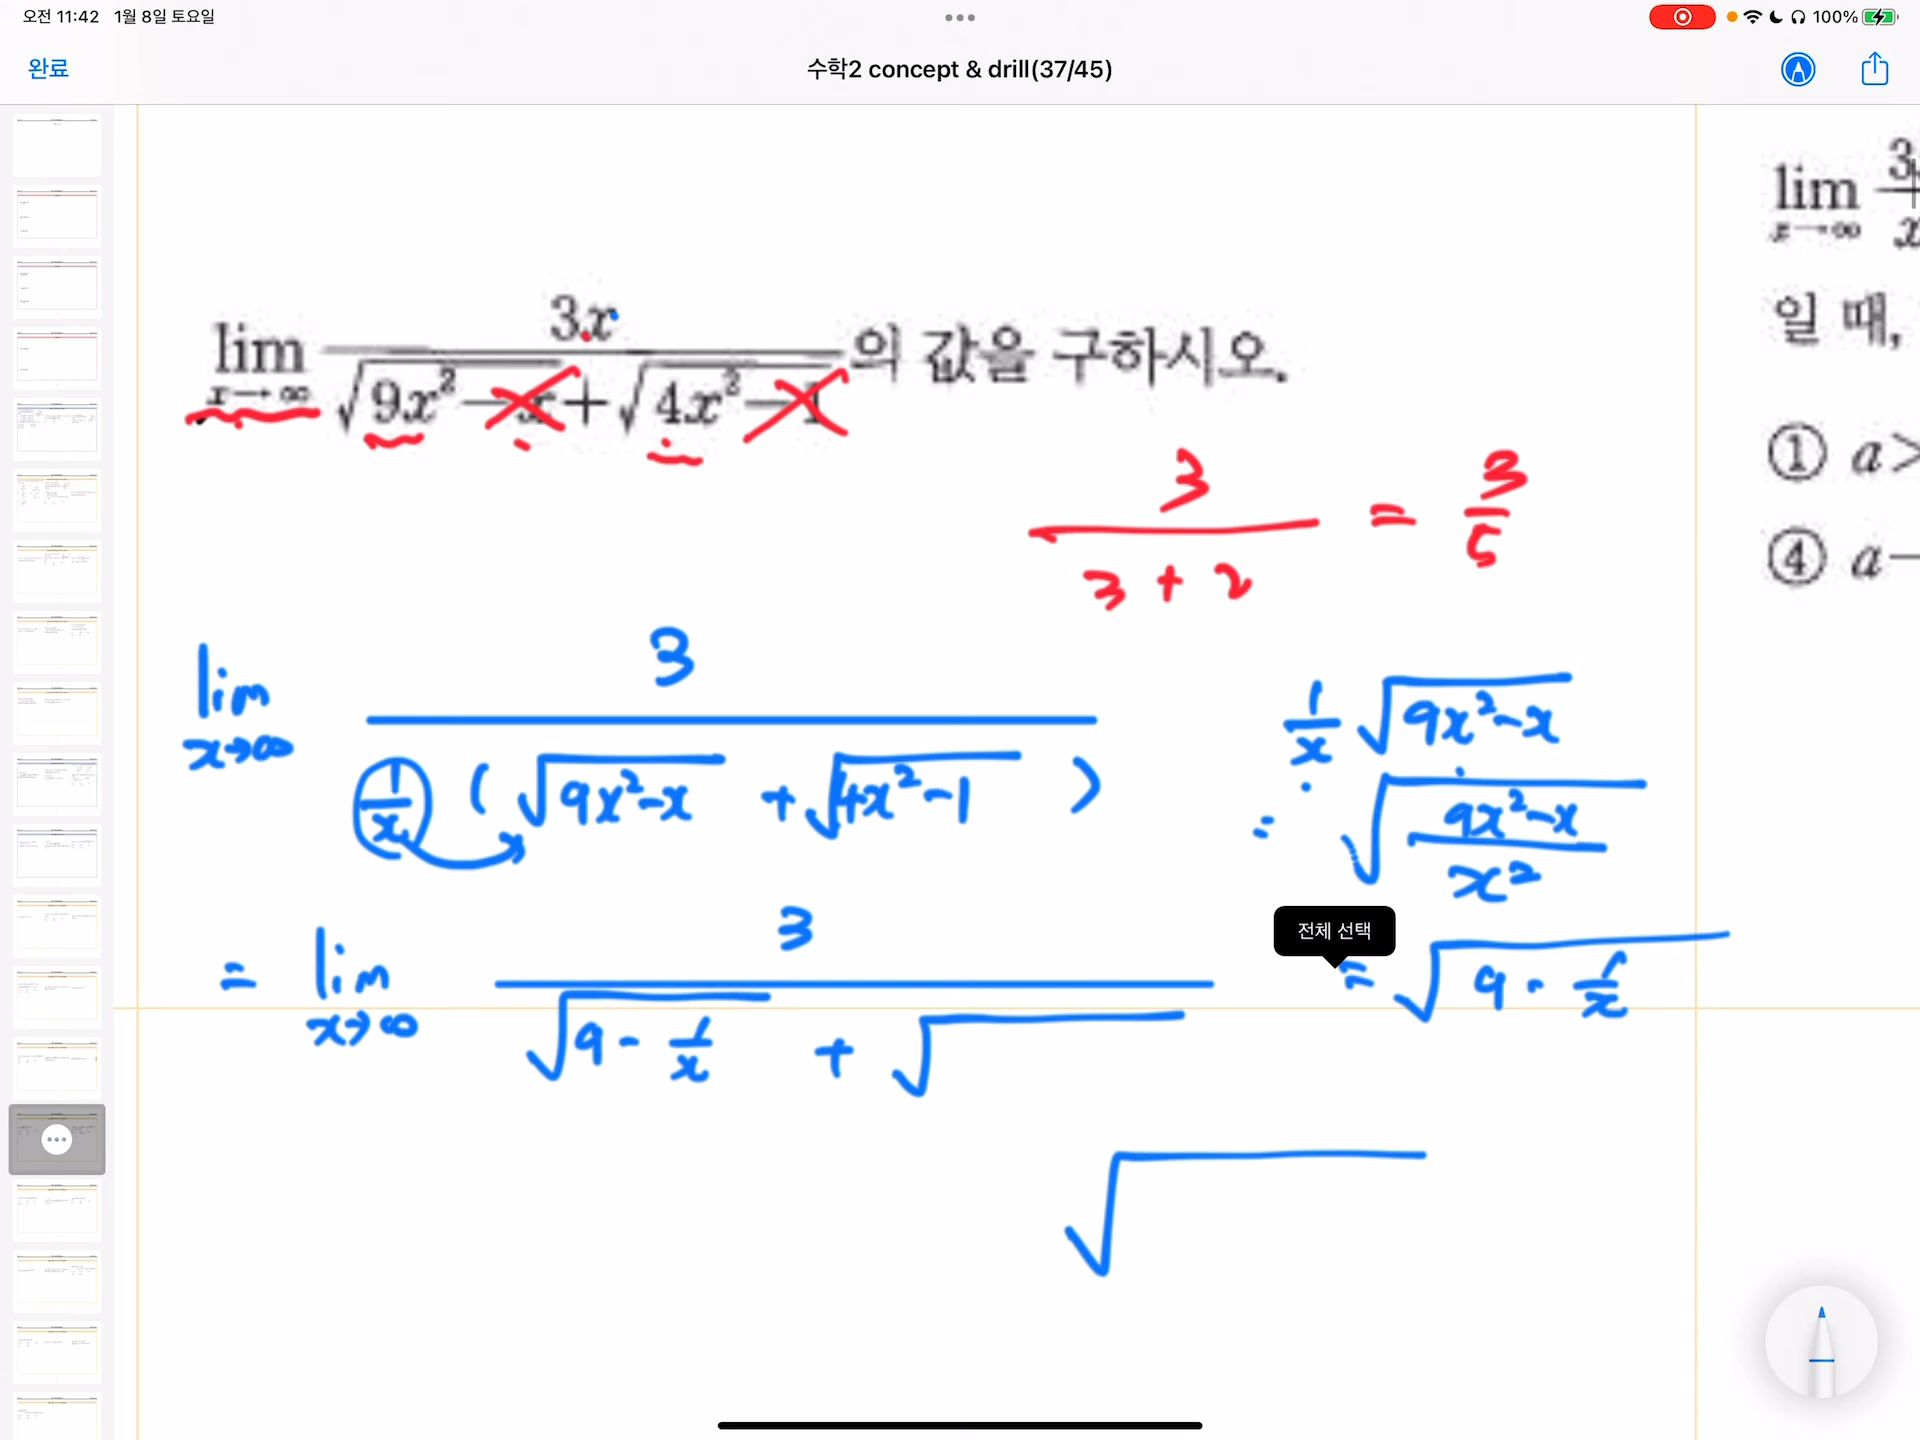 오전 11:42 1월 8일 토요일
100%
완료
수학2 concept & drill(37/45)
lim x→∞ 3x / (√(9x²-x) + √(4x²-1)) 의 값을 구하시오.
3 / (3 + 2) = 3/5
lim x→∞ 3 / (1/x (√(9x²-x) + √(4x²-1)))
1/x √(9x²-x)
= √((9x²-x)/x²)
= √(9 - 1/x)
전체 선택
= lim x→∞ 3 / (√(9 - 1/x) + √ )
√
lim x→∞ 3
x
일 때,
① a>
④ a-